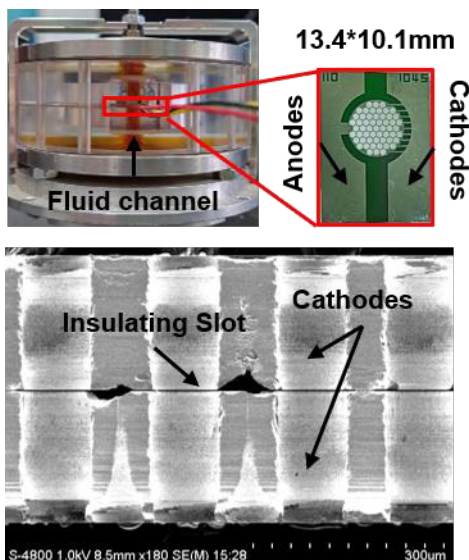 13.4*10.1mm
110
1045
Anodes
Cathodes
Fluid channel
Cathodes
Insulating Slot
S-4800 1.0kV 8.5mm x180 SE(M) 15:28
300um